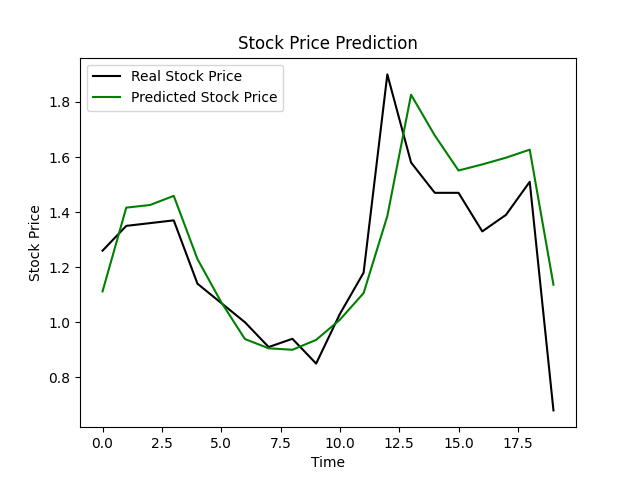 Stock Price Prediction
Real Stock Price
Predicted Stock Price
Stock Price
1.8
1.6
1.4
1.2
1.0
0.8
0.0 2.5 5.0 7.5 10.0 12.5 15.0 17.5
Time